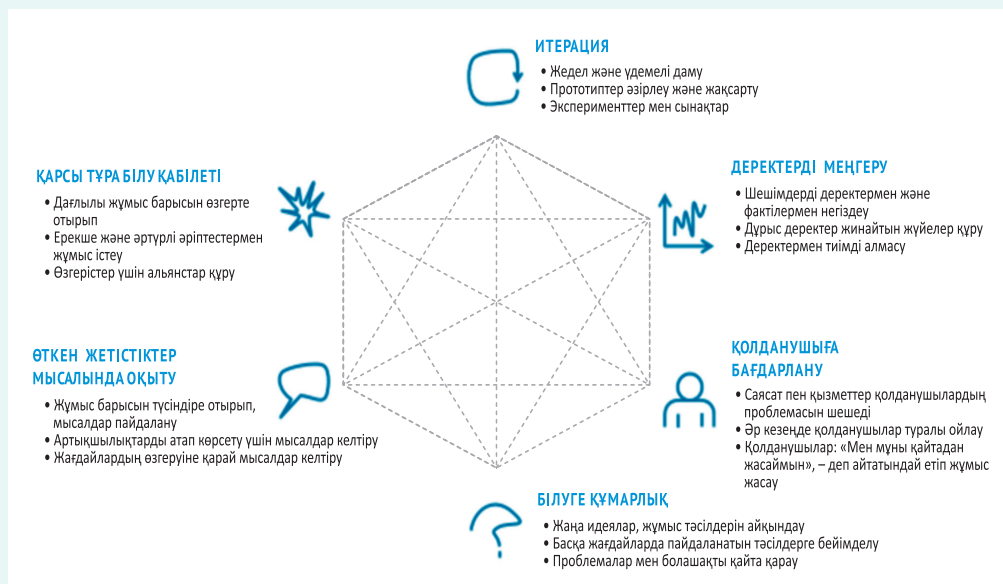 ИТЕРАЦИЯ
• Жедел және үдемелі даму
• Прототиптер әзірлеу және жақсарту
• Эксперименттер мен сынақтар
ҚАРСЫ ТҰРА БІЛУ ҚАБІЛЕТІ
• Дағлылы жұмыс барысын өзгерте
отырып
• Ерекше және әртүрлі әріптестермен
жұмыс істеу
• Өзгерістер үшін альянстар құру
ДЕРЕКТЕРДІ МЕҢГЕРУ
• Шешімдерді деректермен және
фактілермен негіздеу
• Дұрыс деректер жинайтын жүйелер құру
• Деректермен тиімді алмасу
ӨТКЕН ЖЕТІСТІКТЕР
МЫСАЛЫНДА ОҚЫТУ
• Жұмыс барысын түсіндіре отырып,
мысалдар пайдалану
• Артықшылықтарды атап көрсету үшін мысалдар келтіру
• Жағдайлардың өзгеруіне қарай мысалдар келтіру
ҚОЛДАНУШЫҒА
БАҒДАРЛАНУ
• Саясат пен қызметтер қолданушылардың
проблемасын шешеді
• Әр кезеңде қолданушылар туралы ойлау
• Қолданушылар: «Мен мұны қайтадан
жасаймын», – деп айтатындай етіп жұмыс
жасау
БІЛУГЕ ҚҰМАРЛЫҚ
• Жаңа идеялар, жұмыс тәсілдерін айқындау
• Басқа жағдайларда пайдаланатын тәсілдерге бейімделу
• Проблемалар мен болашақты қайта қарау